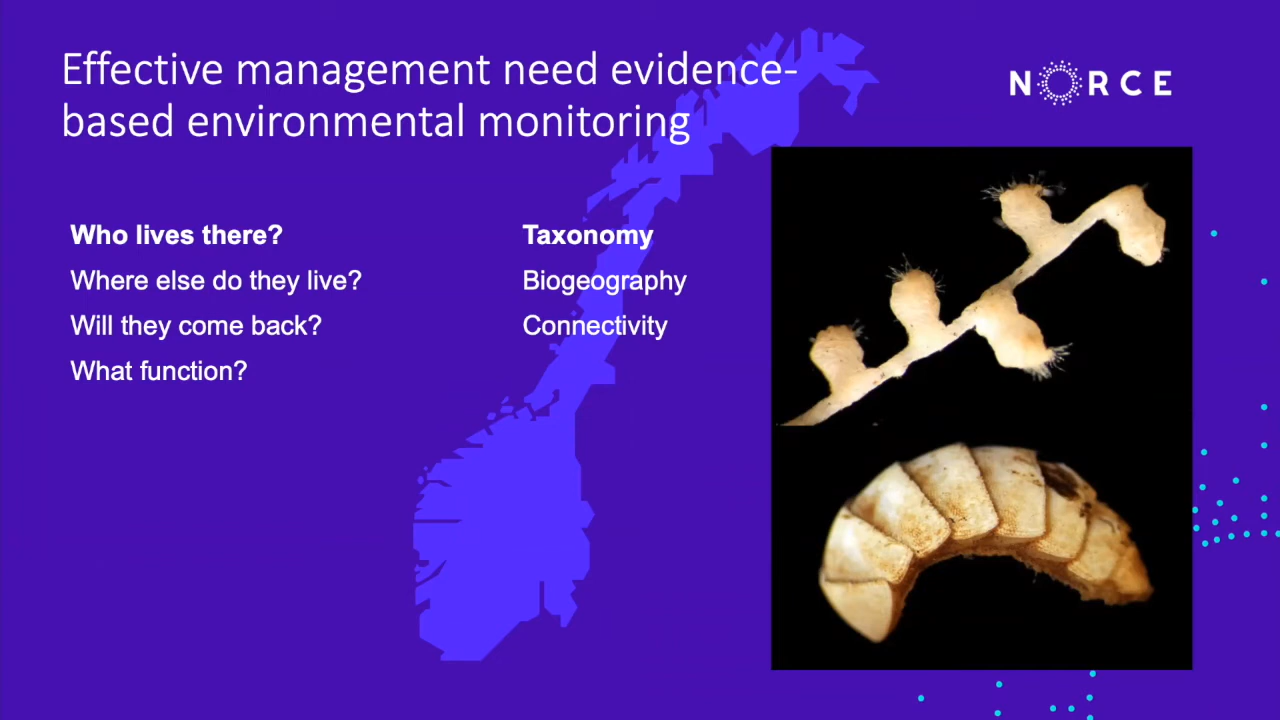 Effective management need evidence-
based environmental monitoring
NORCE
Who lives there? Taxonomy
Where else do they live? Biogeography
Will they come back? Connectivity
What function?